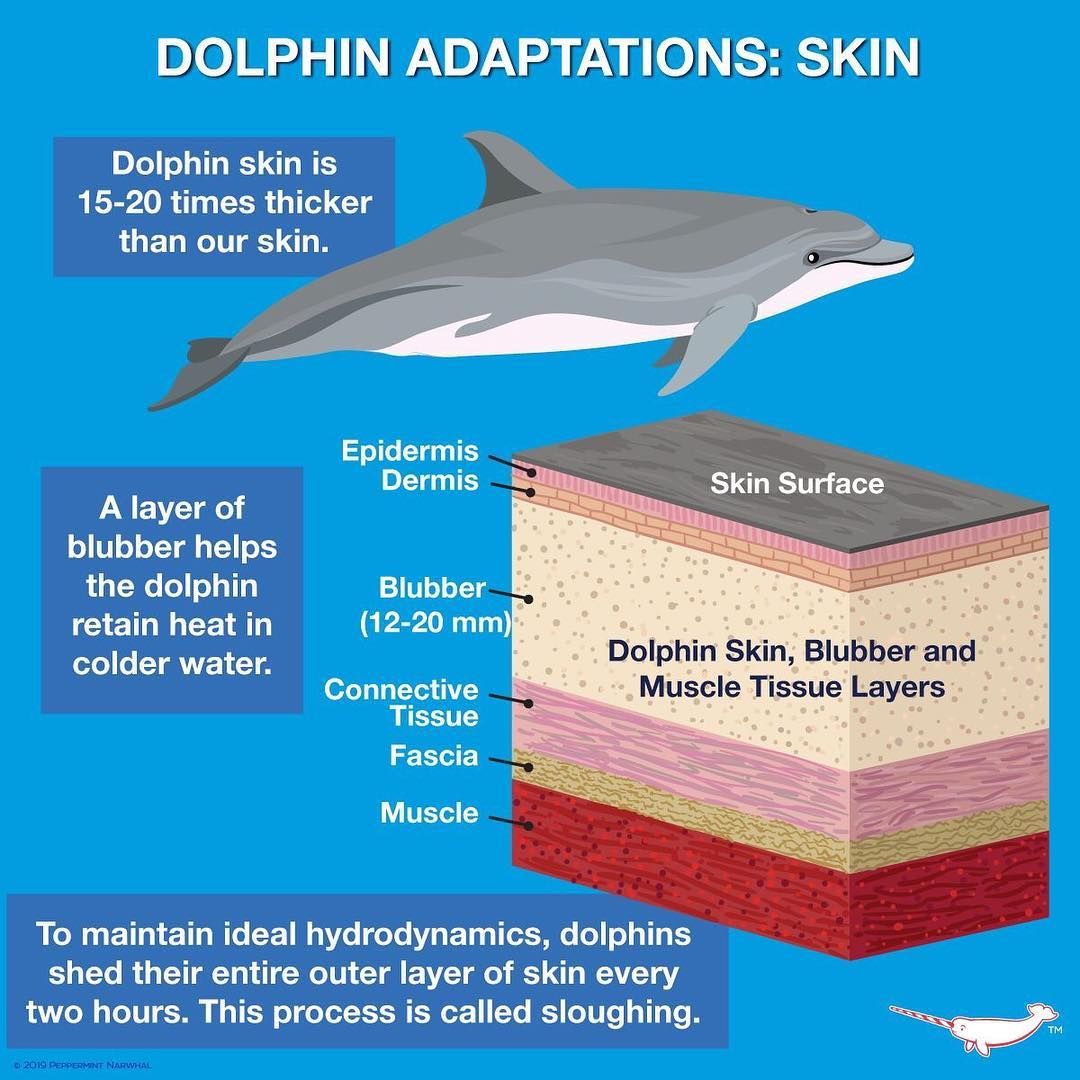 DOLPHIN ADAPTATIONS: SKIN
Dolphin skin is
15-20 times thicker
than our skin.
Epidermis
Dermis
Skin Surface
A layer of
blubber helps
the dolphin
retain heat in
colder water.
Blubber
(12-20 mm)
Dolphin Skin, Blubber and
Muscle Tissue Layers
Connective
Tissue
Fascia
Muscle
To maintain ideal hydrodynamics, dolphins
shed their entire outer layer of skin every
two hours. This process is called sloughing.
TM
© 2019 PEPPERMINT NARWHAL